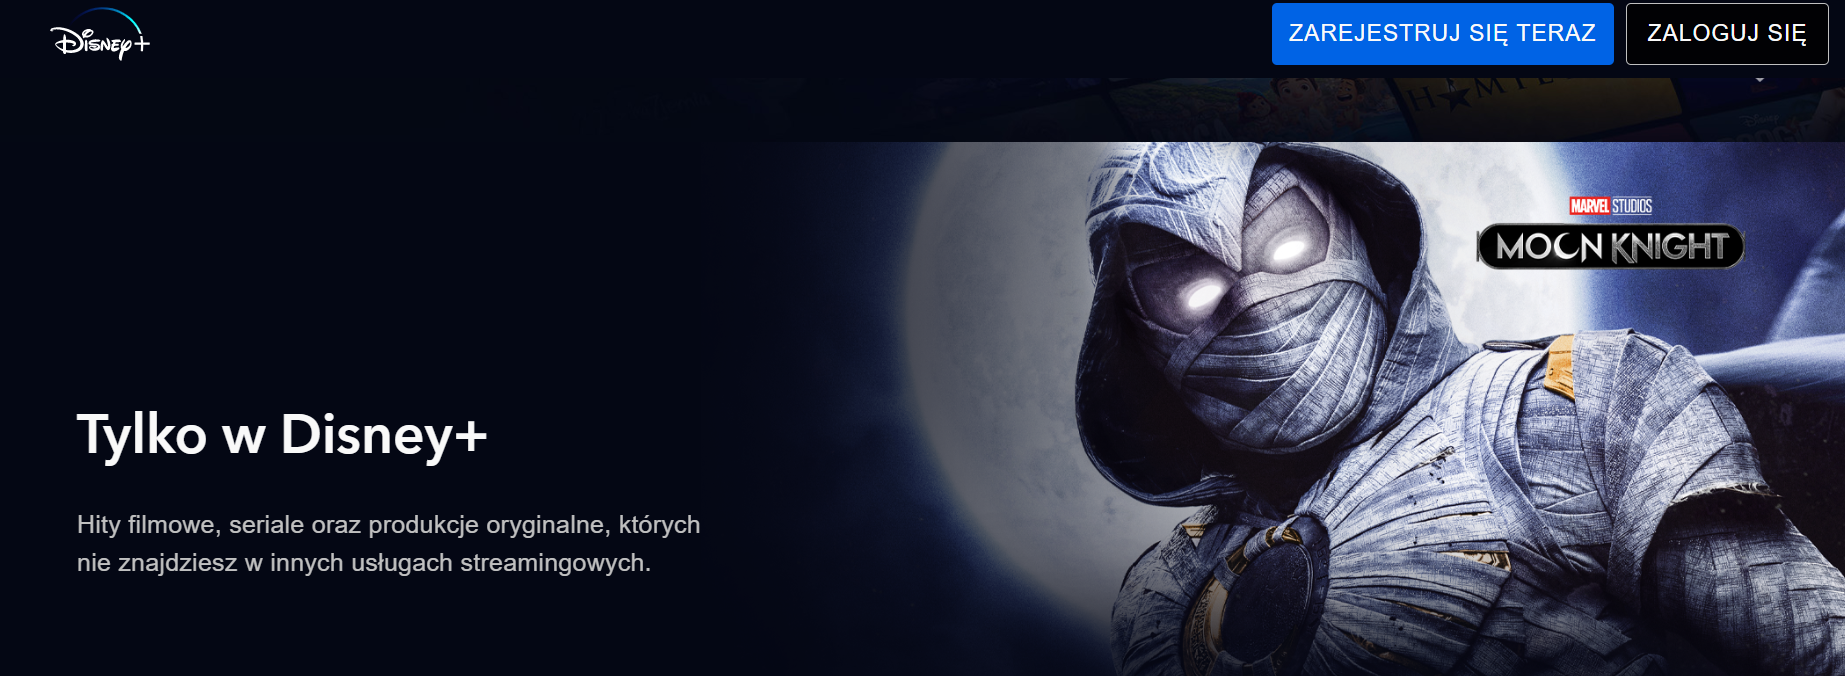 Disney+
ZAREJESTRUJ SIĘ TERAZ
ZALOGUJ SIĘ
MARVEL STUDIOS
MOON KNIGHT
Tylko w Disney+
Hity filmowe, seriale oraz produkcje oryginalne, których
nie znajdziesz w innych usługach streamingowych.